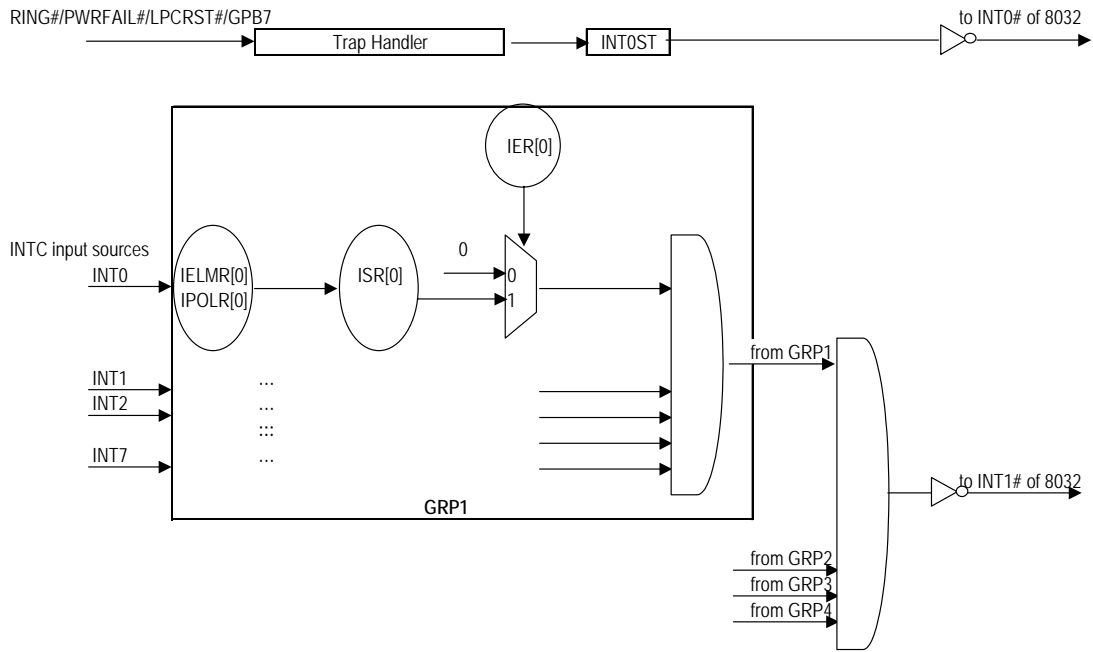 RING#/PWRFAIL#/LPCRST#/GPB7
Trap Handler
INT0ST
to INT0# of 8032
IER[0]
INTC input sources
INT0
IELMR[0]
IPOLR[0]
ISR[0]
0
0
1
from GRP1
INT1
...
INT2
...
:::
INT7
...
GRP1
to INT1# of 8032
from GRP2
from GRP3
from GRP4